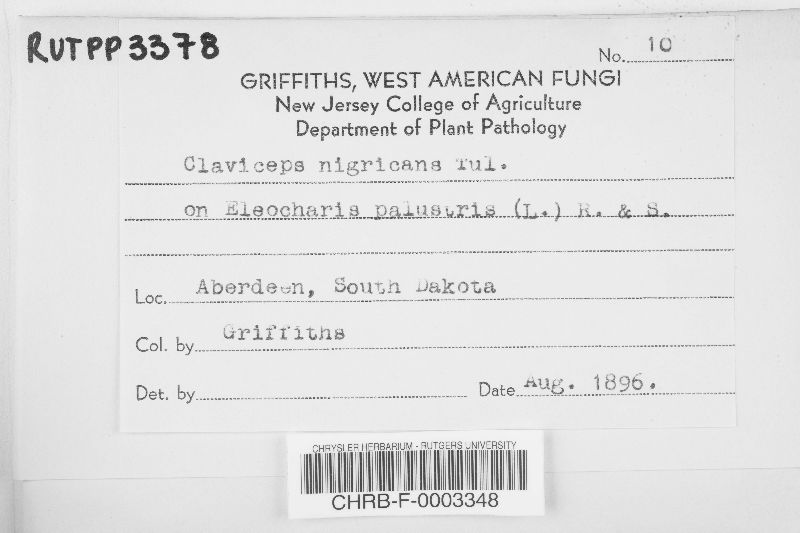 RUTPP3378
No. 10
GRIFFITHS, WEST AMERICAN FUNGI
New Jersey College of Agriculture
Department of Plant Pathology
Claviceps nigricans Tul.
on Eleocharis palustris (L.) R. & S.
Loc. Aberdeen, South Dakota
Col. by Griffiths
Det. by
Date Aug. 1896.
CHRYSLER HERBARIUM - RUTGERS UNIVERSITY
CHRB-F-0003348